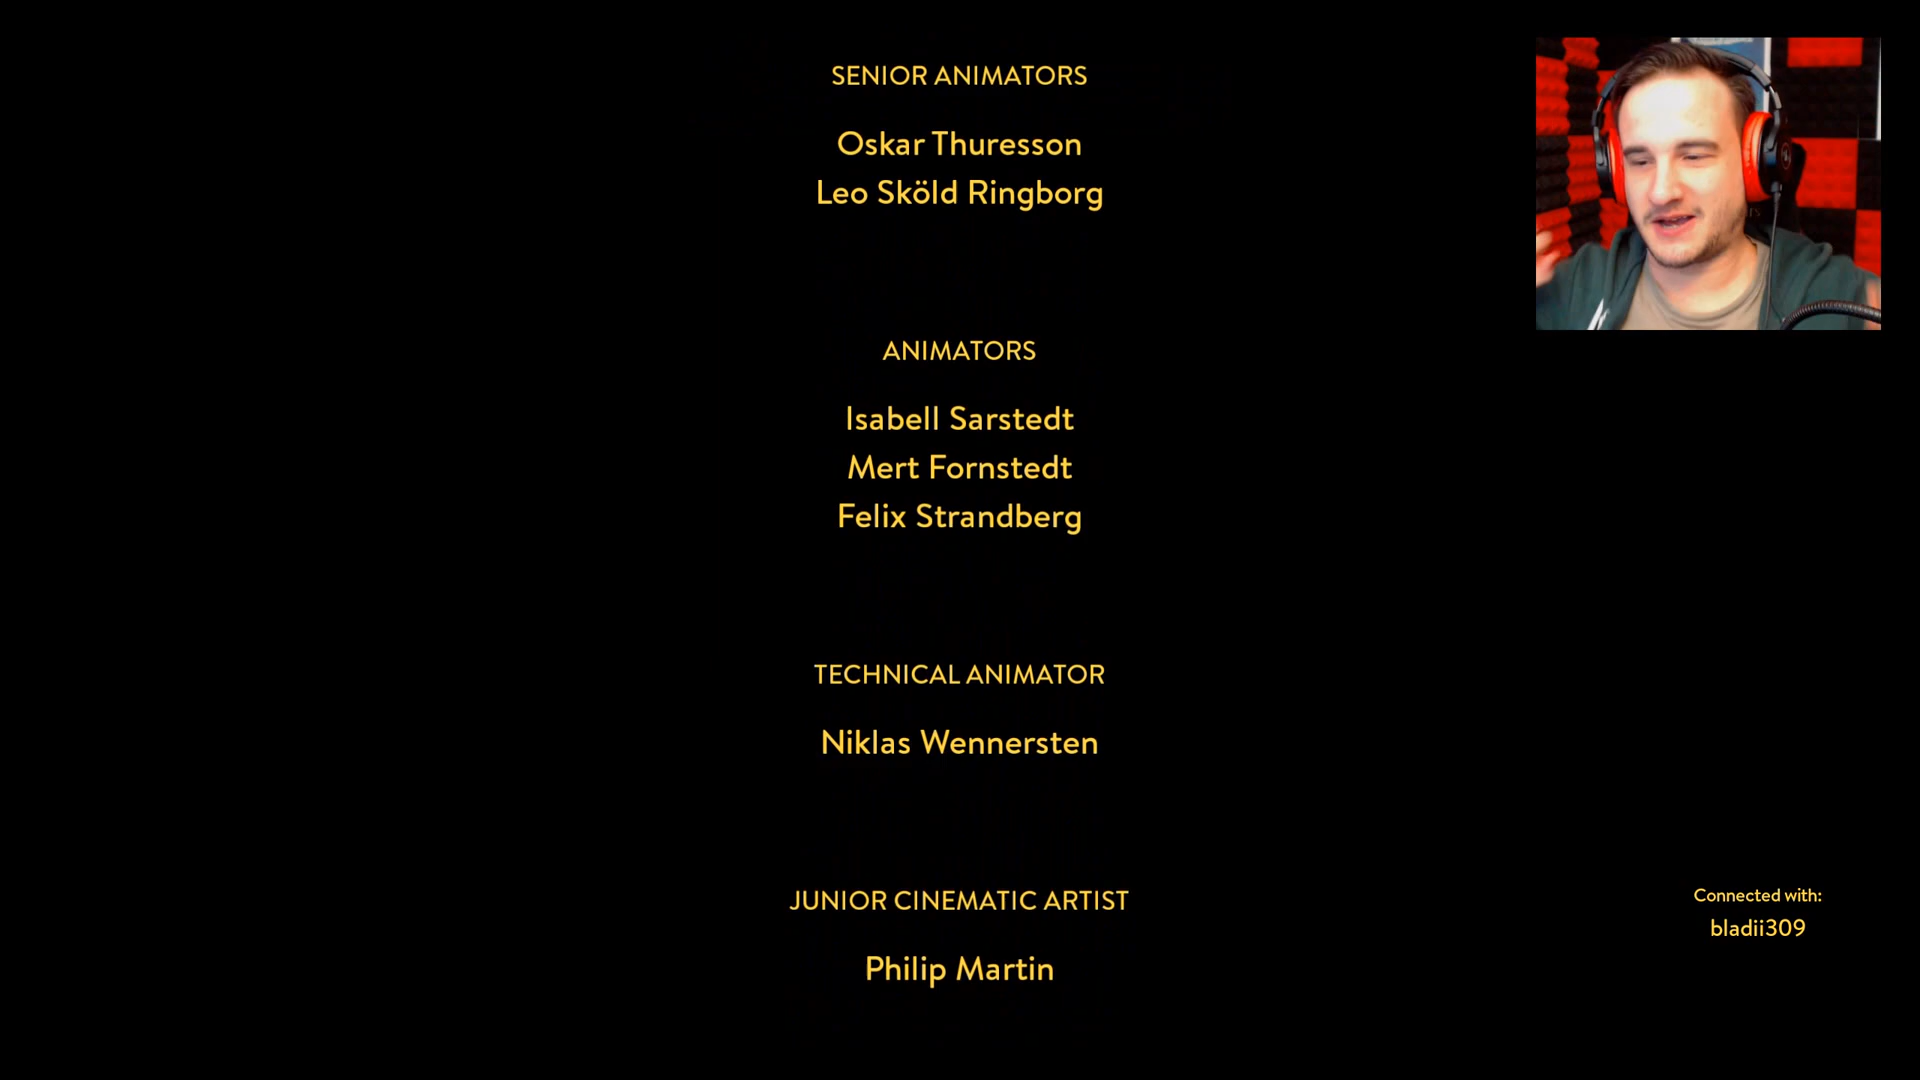 SENIOR ANIMATORS
Oskar Thuresson
Leo Sköld Ringborg
ANIMATORS
Isabell Sarstedt
Mert Fornstedt
Felix Strandberg
TECHNICAL ANIMATOR
Niklas Wennersten
JUNIOR CINEMATIC ARTIST
Philip Martin
Connected with:
bladii309